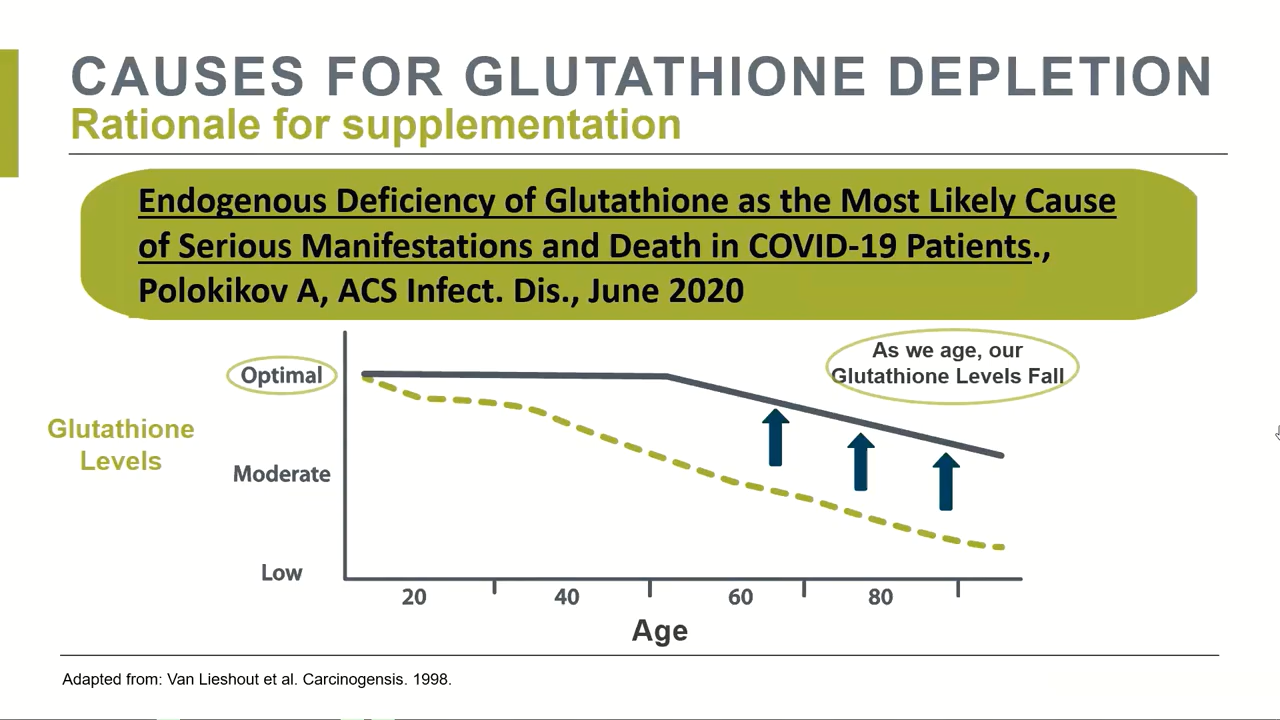 CAUSES FOR GLUTATHIONE DEPLETION
Rationale for supplementation
Endogenous Deficiency of Glutathione as the Most Likely Cause
of Serious Manifestations and Death in COVID-19 Patients.,
Polokikov A, ACS Infect. Dis., June 2020
As we age, our
Glutathione Levels Fall
Optimal
Glutathione
Levels
Moderate
Low
20 40 60 80
Age
Adapted from: Van Lieshout et al. Carcinogensis. 1998.